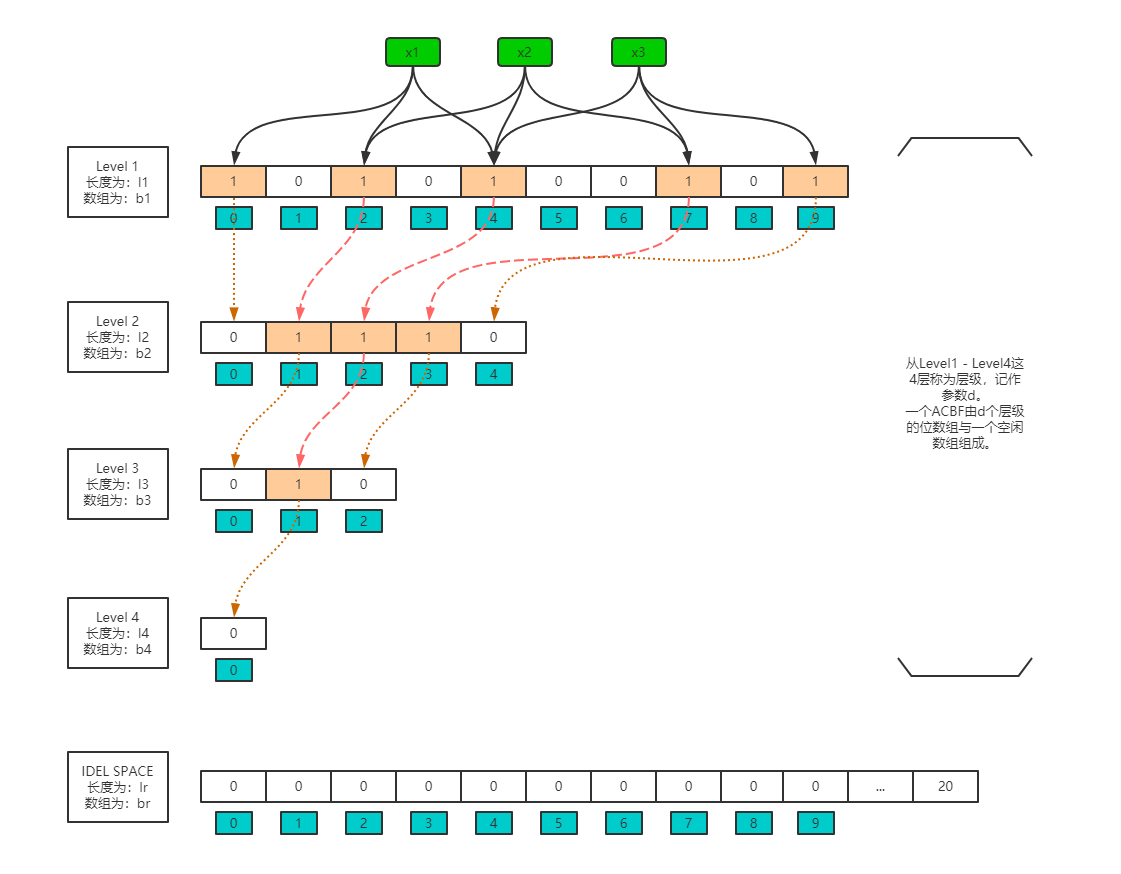 x1 x2 x3
Level 1
长度为：l1
数组为：b1
1 0 1 0 1 0 0 1 0 1
0 1 2 3 4 5 6 7 8 9
Level 2
长度为：l2
数组为：b2
0 1 1 1 0
0 1 2 3 4
从Level1 - Level4这
4层称为层级，记作
参数d。
一个ACBF由d个层级
的位数组与一个空闲
数组组成。
Level 3
长度为：l3
数组为：b3
0 1 0
0 1 2
Level 4
长度为：l4
数组为：b4
0
0
IDEL SPACE
长度为：lr
数组为：br
0 0 0 0 0 0 0 0 0 0 ... 20
0 1 2 3 4 5 6 7 8 9